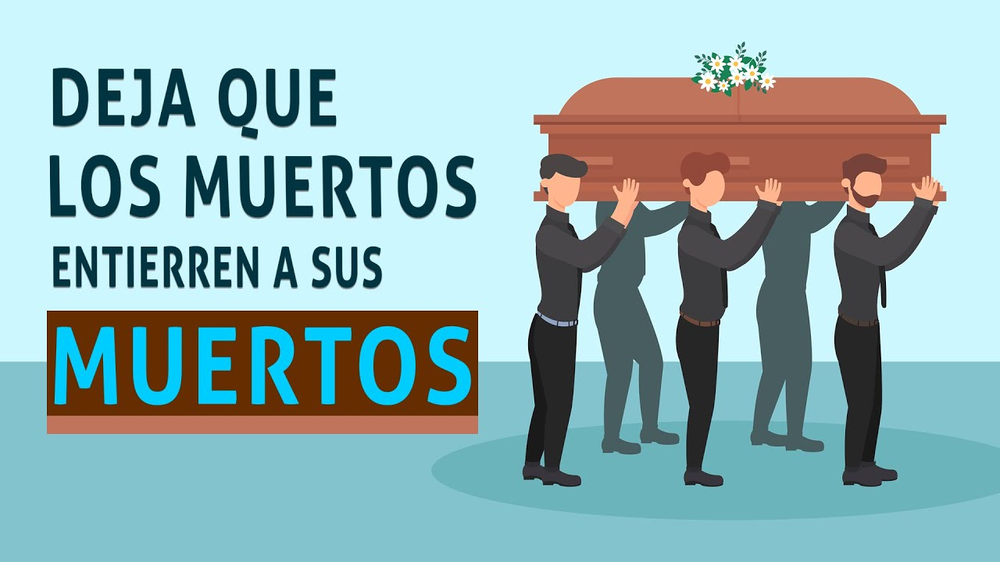 DEJA QUE
LOS MUERTOS
ENTIERREN A SUS
MUERTOS